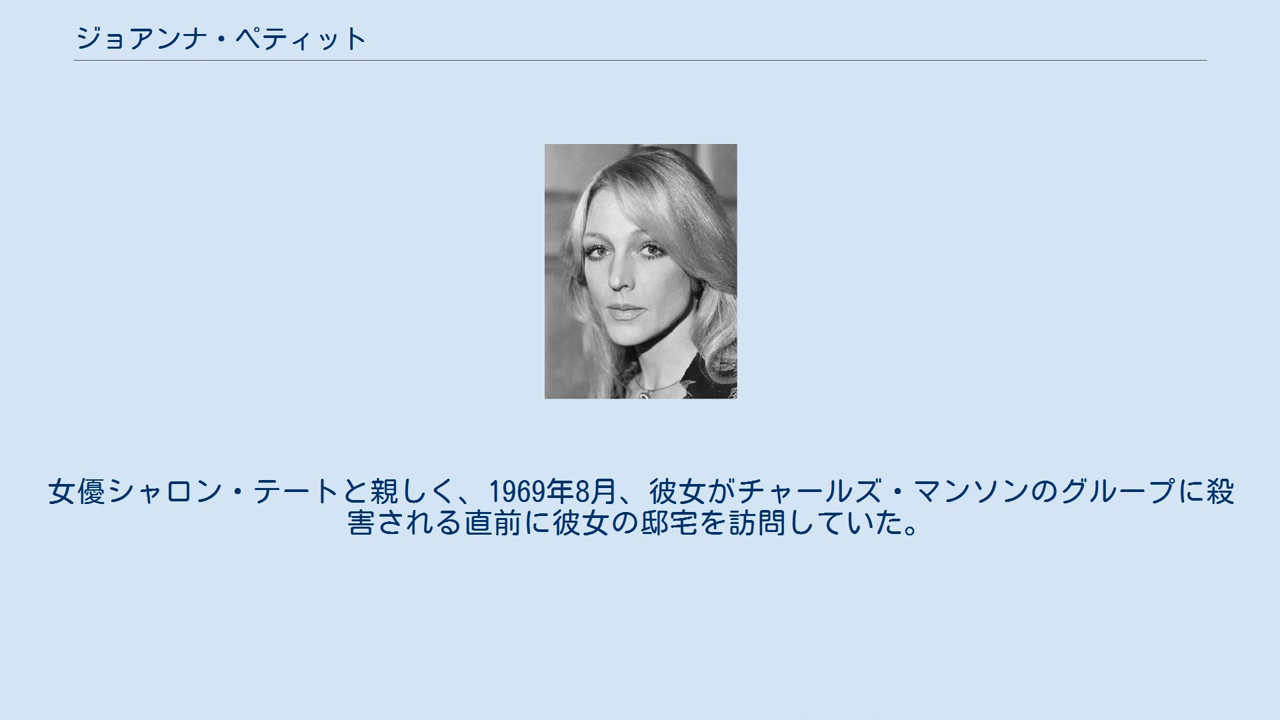 ジョアンナ・ペティット
女優シャロン・テートと親しく、1969年8月、彼女がチャールズ・マンソンのグループに殺
害される直前に彼女の邸宅を訪問していた。